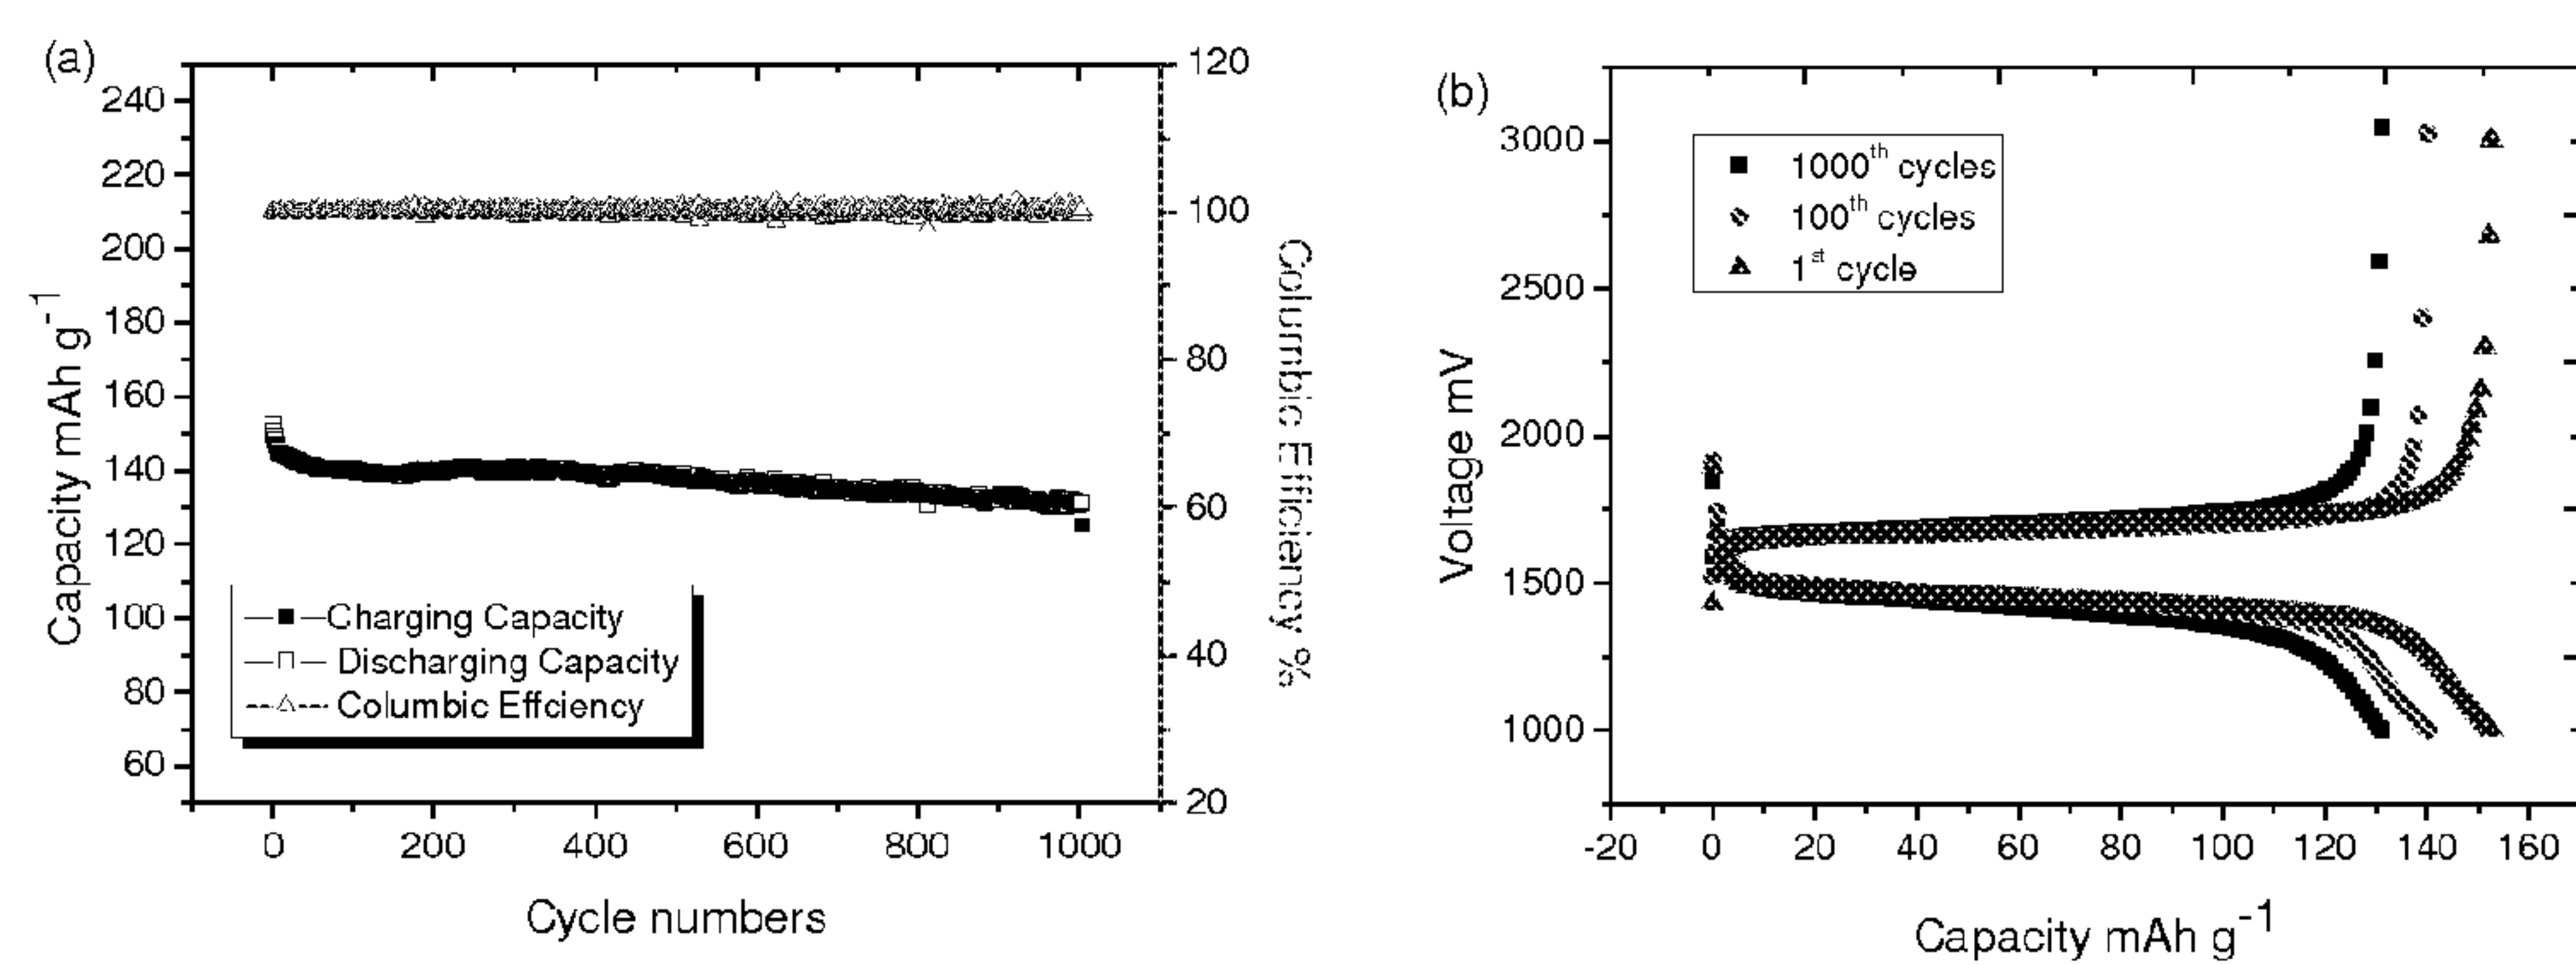 (a)
240
220
200
180
160
140
120
100
80
60
Capacity mAh g⁻¹
120
100
80
60
40
20
Columbic Efficiency %
—■—Charging Capacity
—□— Discharging Capacity
--△-- Columbic Effciency
0 200 400 600 800 1000
Cycle numbers
(b)
3000
2500
2000
1500
1000
Voltage mV
1000th cycles
100th cycles
1st cycle
-20 0 20 40 60 80 100 120 140 160
Capacity mAh g⁻¹